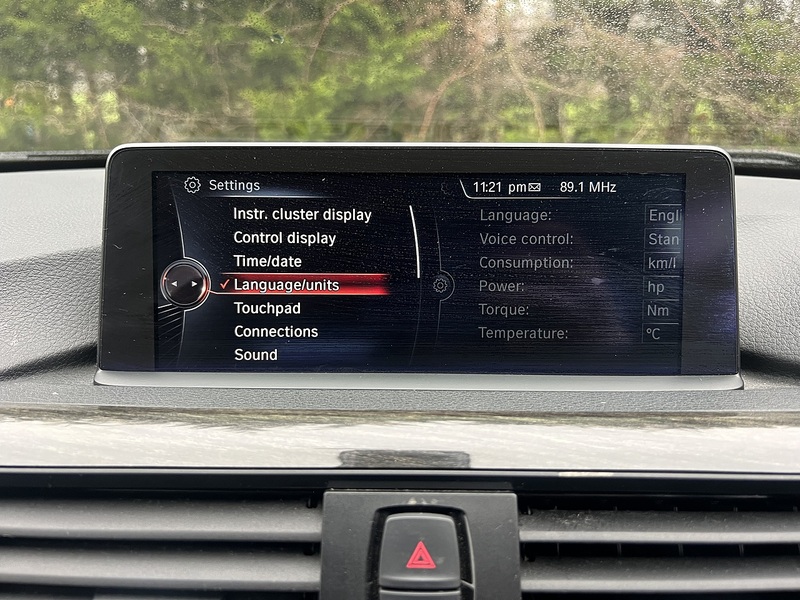 Settings
11:21 pm 89.1 MHz
Instr. cluster display
Control display
Time/date
Language/units
Touchpad
Connections
Sound
Language: Engl
Voice control: Stan
Consumption: km/l
Power: hp
Torque: Nm
Temperature: °C